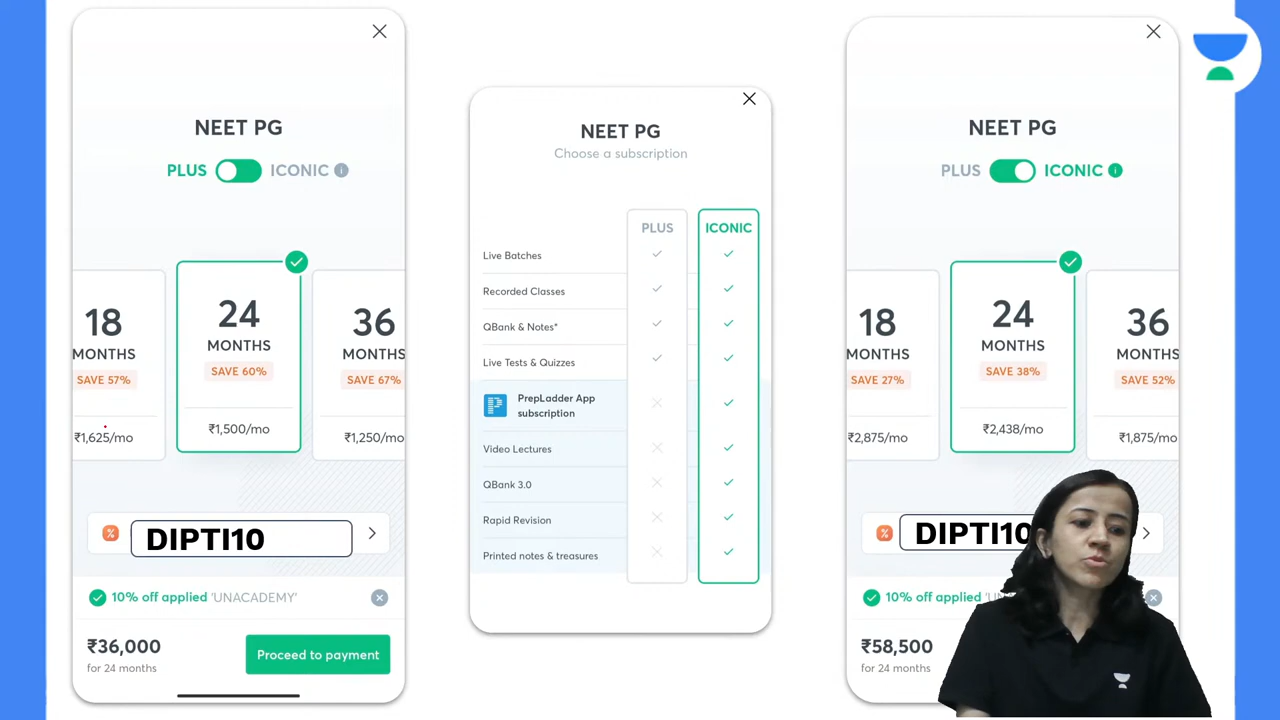 NEET PG
PLUS ICONIC i
18
MONTHS
SAVE 57%
₹1,625/mo
24
MONTHS
SAVE 60%
₹1,500/mo
36
MONTHS
SAVE 67%
₹1,250/mo
% DIPTI10
10% off applied 'UNACADEMY'
₹36,000
for 24 months
Proceed to payment
NEET PG
Choose a subscription
PLUS ICONIC
Live Batches
Recorded Classes
QBank & Notes*
Live Tests & Quizzes
PrepLadder App
subscription
Video Lectures
QBank 3.0
Rapid Revision
Printed notes & treasures
NEET PG
PLUS ICONIC i
18
MONTHS
SAVE 27%
₹2,875/mo
24
MONTHS
SAVE 38%
₹2,438/mo
36
MONTHS
SAVE 52%
₹1,875/mo
% DIPTI10
10% off applied
₹58,500
for 24 months